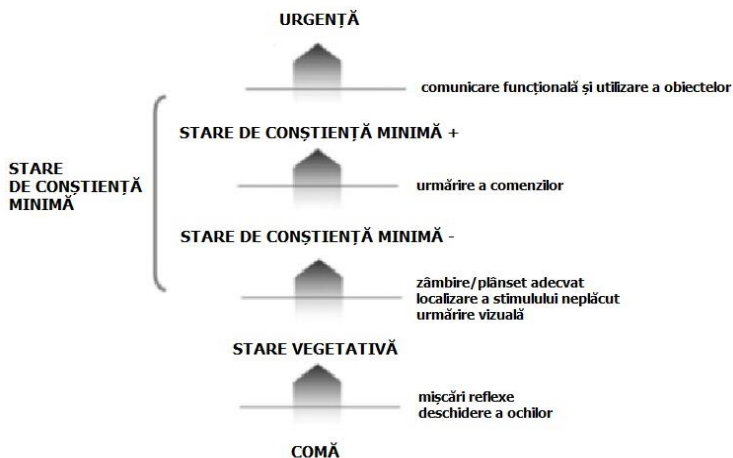 URGENȚĂ
comunicare funcțională și utilizare a obiectelor
STARE DE CONȘTIENȚĂ MINIMĂ +
STARE
DE CONȘTIENȚĂ
MINIMĂ
urmărire a comenzilor
STARE DE CONȘTIENȚĂ MINIMĂ -
zâmbire/plânset adecvat
localizare a stimulului neplăcut
urmărire vizuală
STARE VEGETATIVĂ
mișcări reflexe
deschidere a ochilor
COMĂ